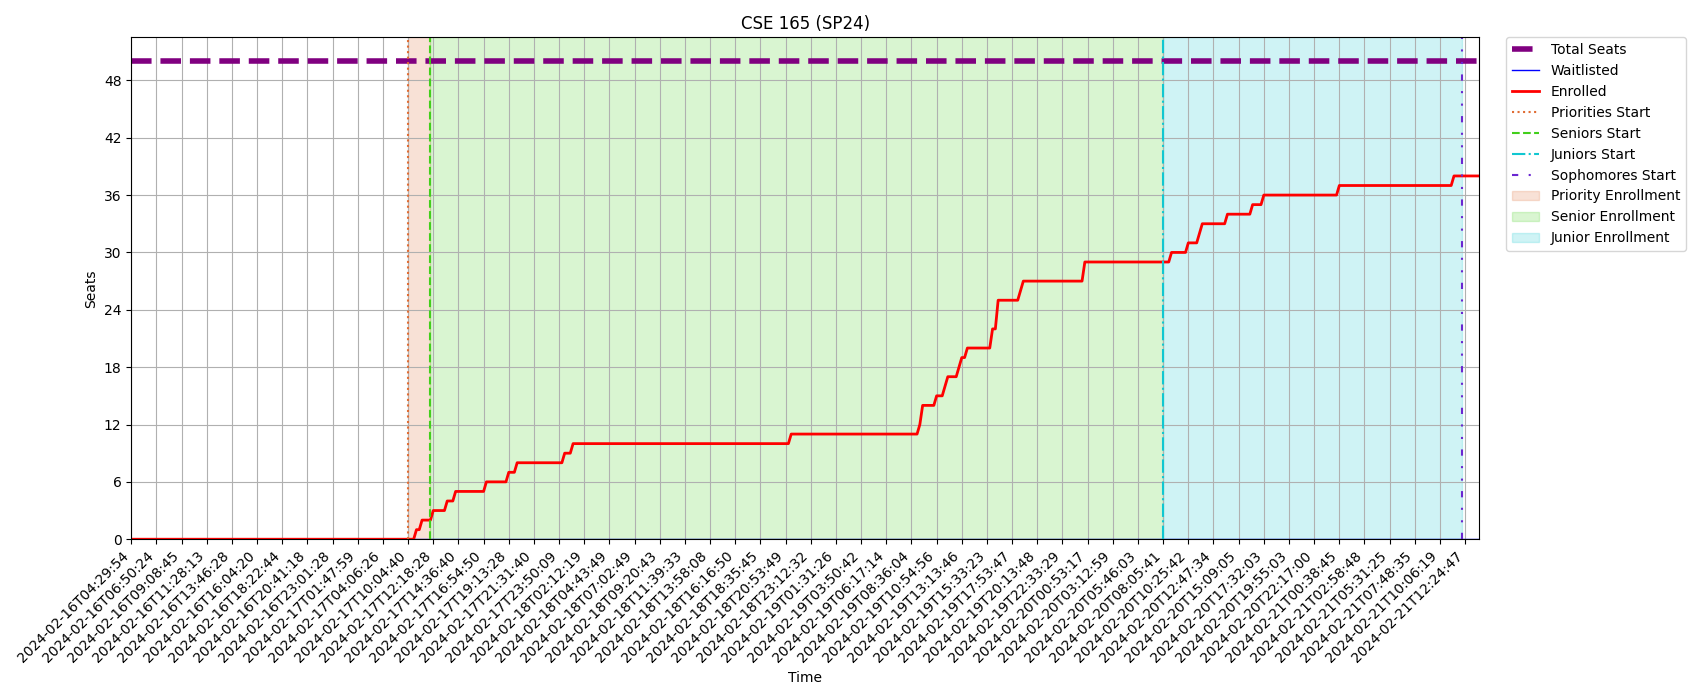 CSE 165 (SP24)
Seats
48
42
36
30
24
18
12
6
0
2024-02-16T04:29:54
2024-02-16T06:50:24
2024-02-16T09:08:45
2024-02-16T11:28:13
2024-02-16T13:46:28
2024-02-16T16:04:20
2024-02-16T18:22:44
2024-02-16T20:41:18
2024-02-16T23:01:28
2024-02-17T01:47:59
2024-02-17T04:06:26
2024-02-17T10:04:40
2024-02-17T12:18:28
2024-02-17T14:36:40
2024-02-17T16:54:50
2024-02-17T19:13:28
2024-02-17T21:31:40
2024-02-17T23:50:09
2024-02-18T02:12:19
2024-02-18T04:43:49
2024-02-18T07:02:49
2024-02-18T09:20:43
2024-02-18T11:39:33
2024-02-18T13:58:08
2024-02-18T16:16:50
2024-02-18T18:35:45
2024-02-18T20:53:49
2024-02-18T23:12:32
2024-02-19T01:31:26
2024-02-19T03:50:42
2024-02-19T06:17:14
2024-02-19T08:36:04
2024-02-19T10:54:56
2024-02-19T13:13:46
2024-02-19T15:33:23
2024-02-19T17:53:47
2024-02-19T20:13:48
2024-02-19T22:33:29
2024-02-20T00:53:17
2024-02-20T03:12:59
2024-02-20T05:46:03
2024-02-20T08:05:41
2024-02-20T10:25:42
2024-02-20T12:47:34
2024-02-20T15:09:05
2024-02-20T17:32:03
2024-02-20T19:55:03
2024-02-20T22:17:00
2024-02-21T00:38:45
2024-02-21T02:58:48
2024-02-21T05:31:25
2024-02-21T07:48:35
2024-02-21T10:06:19
2024-02-21T12:24:47
Time
Total Seats
Waitlisted
Enrolled
Priorities Start
Seniors Start
Juniors Start
Sophomores Start
Priority Enrollment
Senior Enrollment
Junior Enrollment